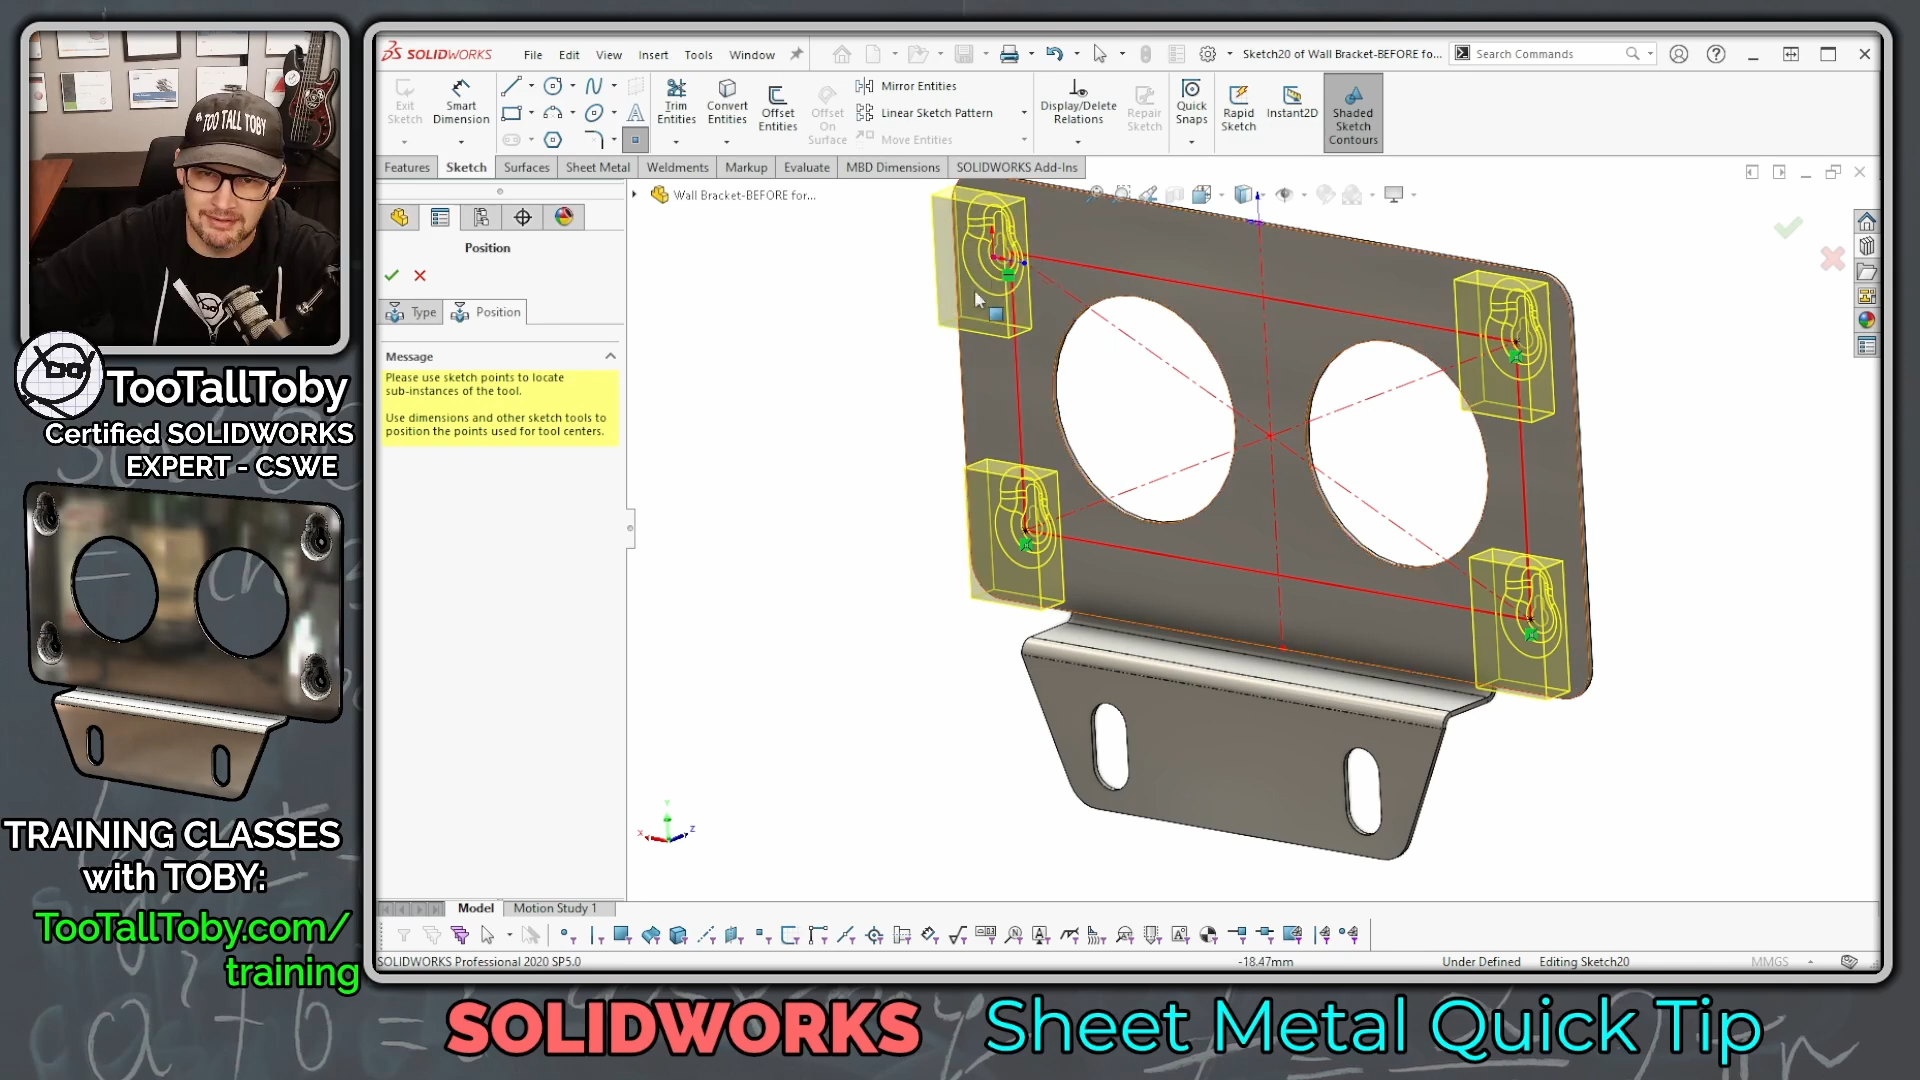 TOO TALL TOBY
TooTallToby
Certified SOLIDWORKS
EXPERT - CSWE
TRAINING CLASSES
with TOBY:
TooTallToby.com/
training
SOLIDWORKS
File Edit View Insert Tools Window
Sketch20 of Wall Bracket-BEFORE fo...
Search Commands
Exit Sketch
Smart Dimension
Trim Entities
Convert Entities
Offset Entities
Offset On Surface
Mirror Entities
Linear Sketch Pattern
Move Entities
Display/Delete Relations
Repair Sketch
Quick Snaps
Rapid Sketch
Instant2D
Shaded Sketch Contours
Features Sketch Surfaces Sheet Metal Weldments Markup Evaluate MBD Dimensions SOLIDWORKS Add-Ins
Wall Bracket-BEFORE for...
Position
Type Position
Message
Please use sketch points to locate
sub-instances of the tool.
Use dimensions and other sketch tools to
position the points used for tool centers.
x
z
Model Motion Study 1
SOLIDWORKS Professional 2020 SP5.0
-18.47mm
Under Defined
Editing Sketch20
MMGS
SOLIDWORKS Sheet Metal Quick Tip